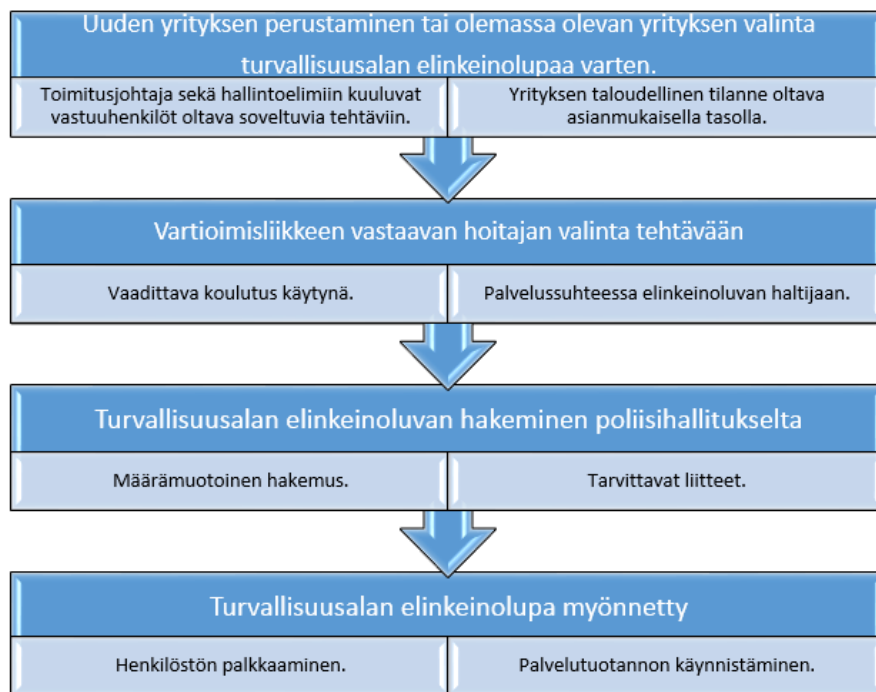 Uuden yrityksen perustaminen tai olemassa olevan yrityksen valinta
turvallisuusalan elinkeinolupaa varten.
Toimitusjohtaja sekä hallintoelimiin kuuluvat
vastuuhenkilöt oltava soveltuvia tehtäviin.
Yrityksen taloudellinen tilanne oltava
asianmukaisella tasolla.
Vartioimisliikkeen vastaavan hoitajan valinta tehtävään
Vaadittava koulutus käytynä.
Palvelussuhteessa elinkeinoluvan haltijaan.
Turvallisuusalan elinkeinoluvan hakeminen poliisihallitukselta
Määrämuotoinen hakemus.
Tarvittavat liitteet.
Turvallisuusalan elinkeinolupa myönnetty
Henkilöstön palkkaaminen.
Palvelutuotannon käynnistäminen.